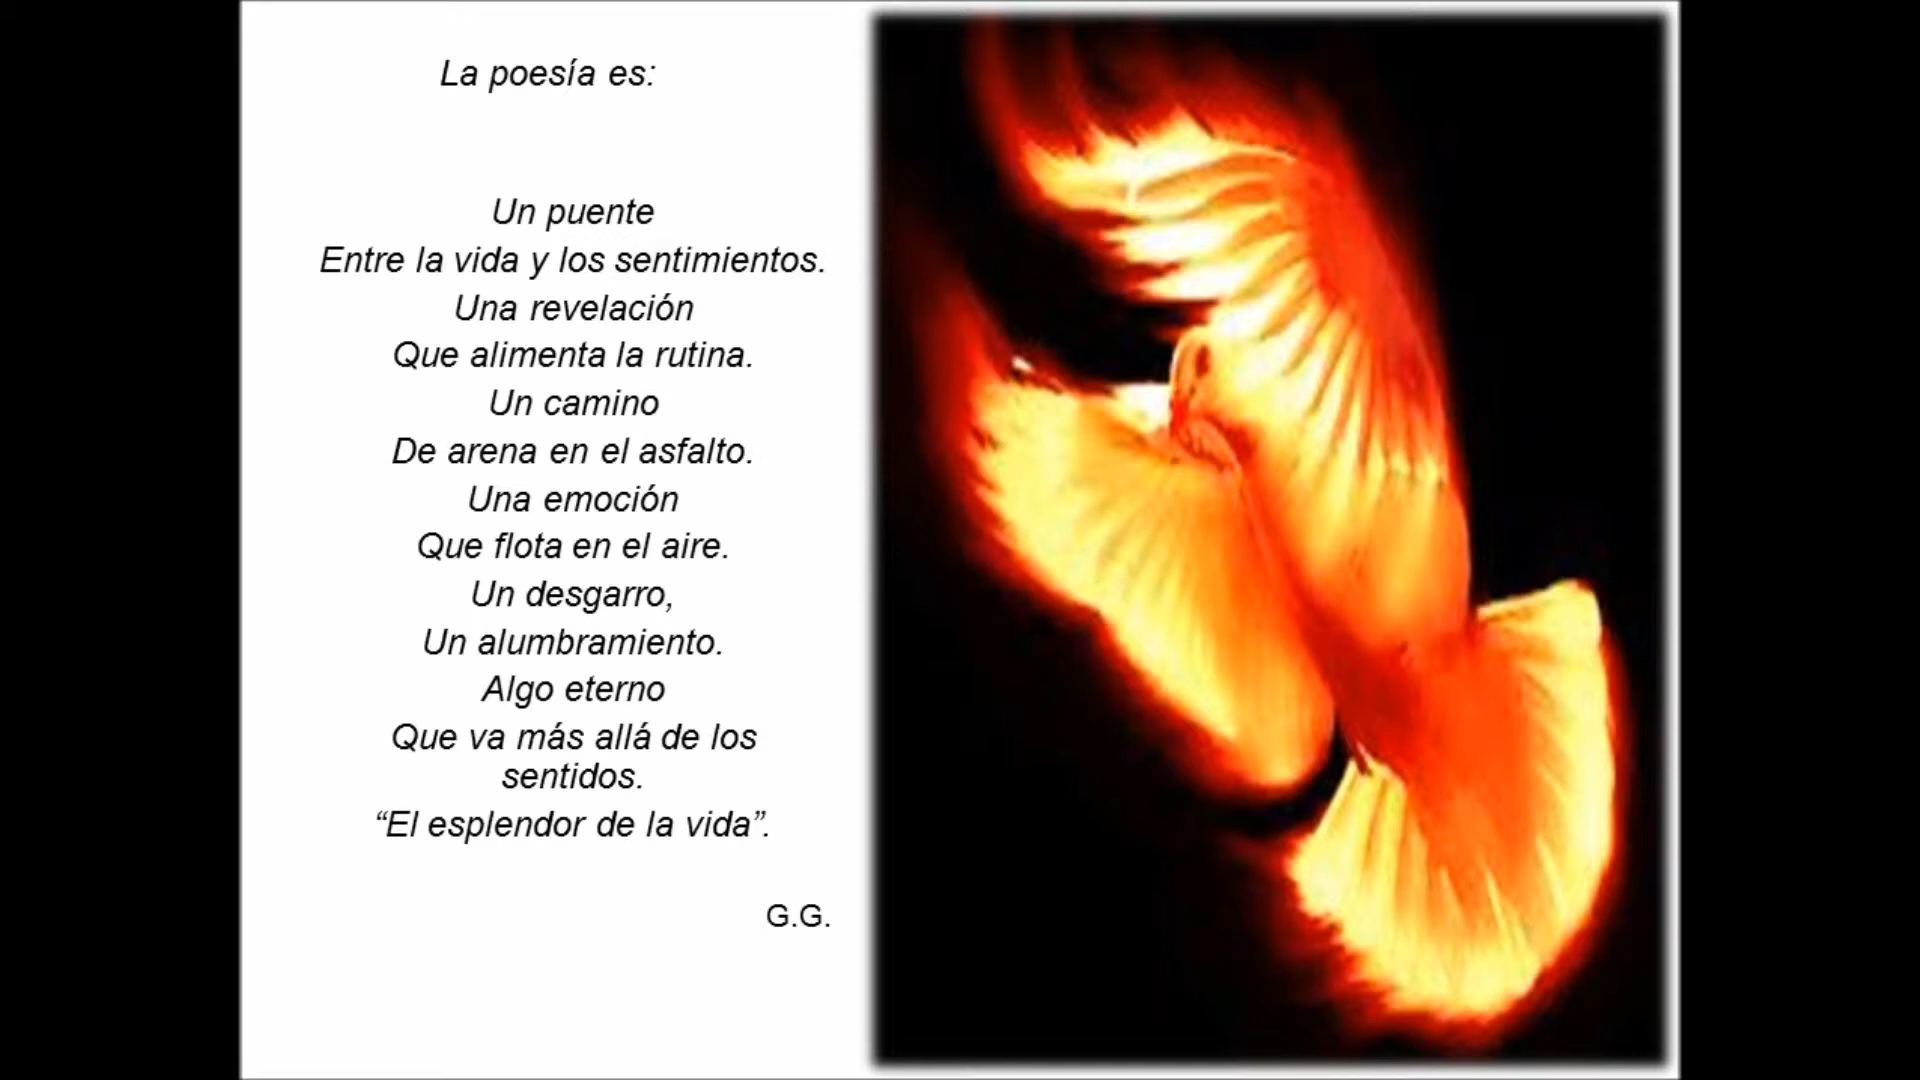 La poesía es:
Un puente
Entre la vida y los sentimientos.
Una revelación
Que alimenta la rutina.
Un camino
De arena en el asfalto.
Una emoción
Que flota en el aire.
Un desgarro,
Un alumbramiento.
Algo eterno
Que va más allá de los
sentidos.
“El esplendor de la vida”.
G.G.